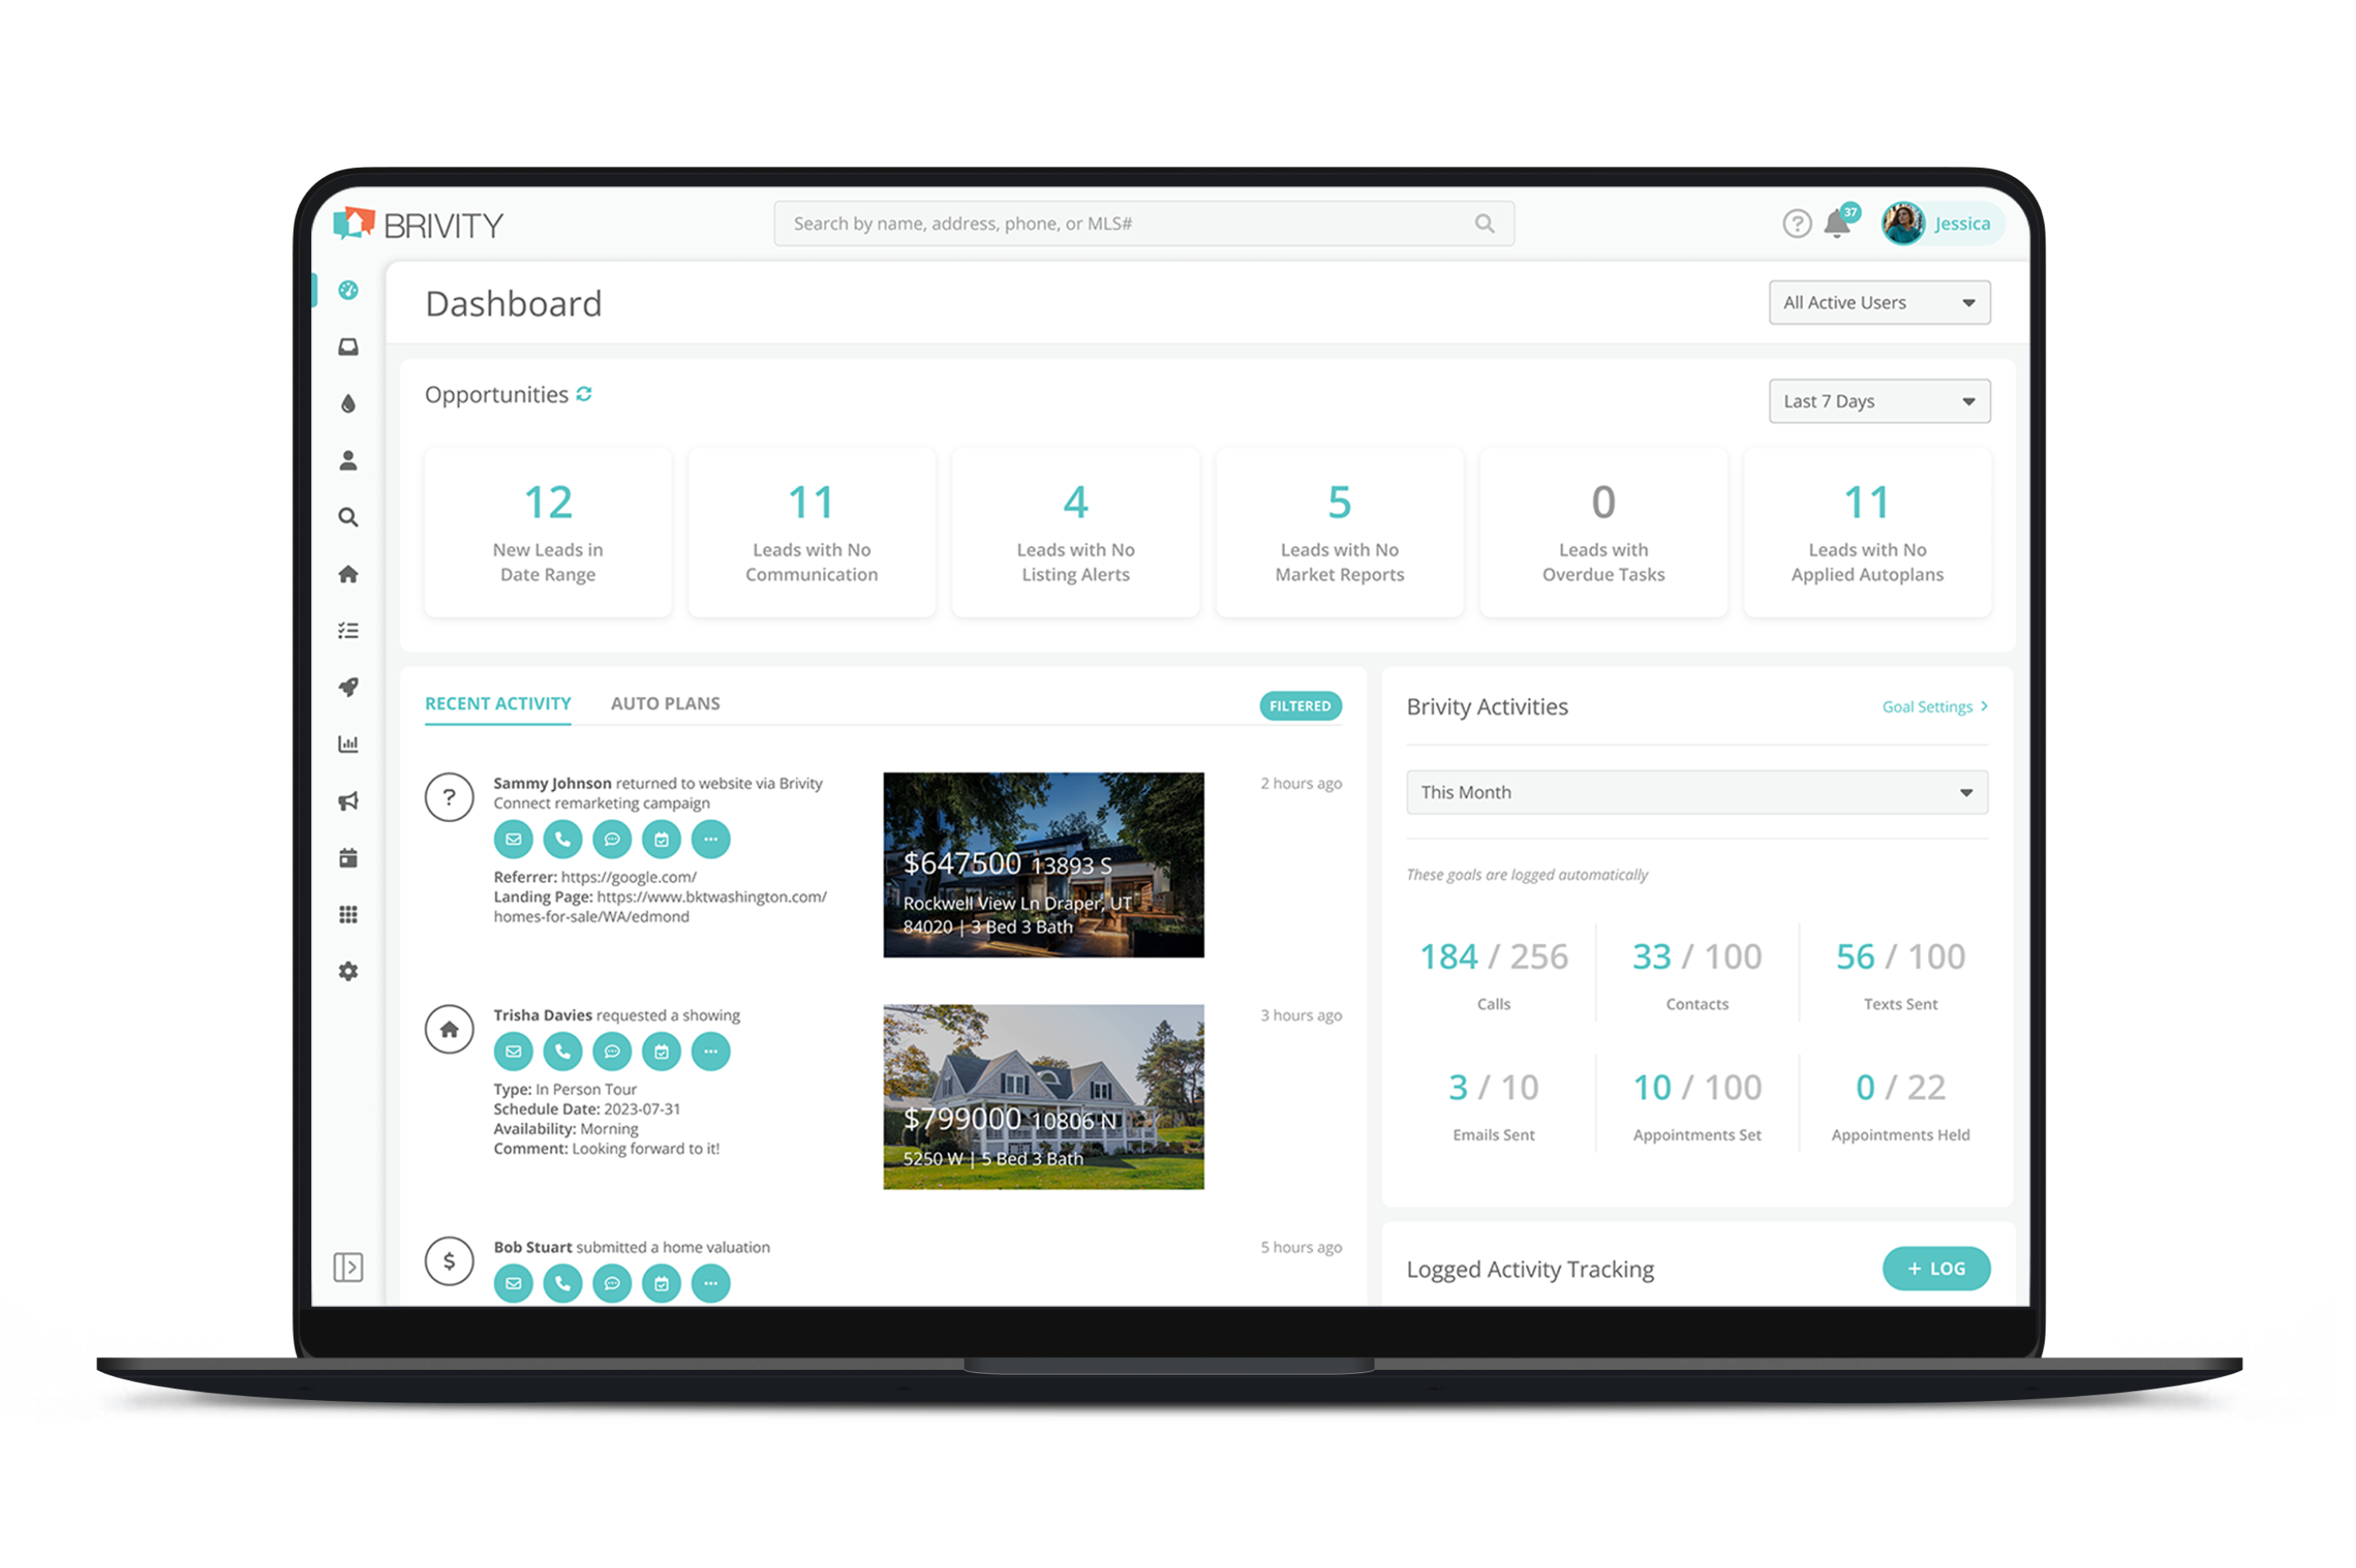 BRIVITY
Search by name, address, phone, or MLS#
37
Jessica
Dashboard
All Active Users
Opportunities
Last 7 Days
12
New Leads in
Date Range
11
Leads with No
Communication
4
Leads with No
Listing Alerts
5
Leads with No
Market Reports
0
Leads with
Overdue Tasks
11
Leads with No
Applied Autoplans
RECENT ACTIVITY
AUTO PLANS
FILTERED
Sammy Johnson returned to website via Brivity
Connect remarketing campaign
Referrer: https://google.com/
Landing Page: https://www.bktwashington.com/
homes-for-sale/WA/edmond
$647500 13893 S
Rockwell View Ln Draper, UT
84020 | 3 Bed 3 Bath
2 hours ago
Trisha Davies requested a showing
Type: In Person Tour
Schedule Date: 2023-07-31
Availability: Morning
Comment: Looking forward to it!
$799000 10806 N
5250 W | 5 Bed 3 Bath
3 hours ago
$
Bob Stuart submitted a home valuation
5 hours ago
Brivity Activities
Goal Settings >
This Month
These goals are logged automatically
184 / 256
Calls
33 / 100
Contacts
56 / 100
Texts Sent
3 / 10
Emails Sent
10 / 100
Appointments Set
0 / 22
Appointments Held
Logged Activity Tracking
+ LOG